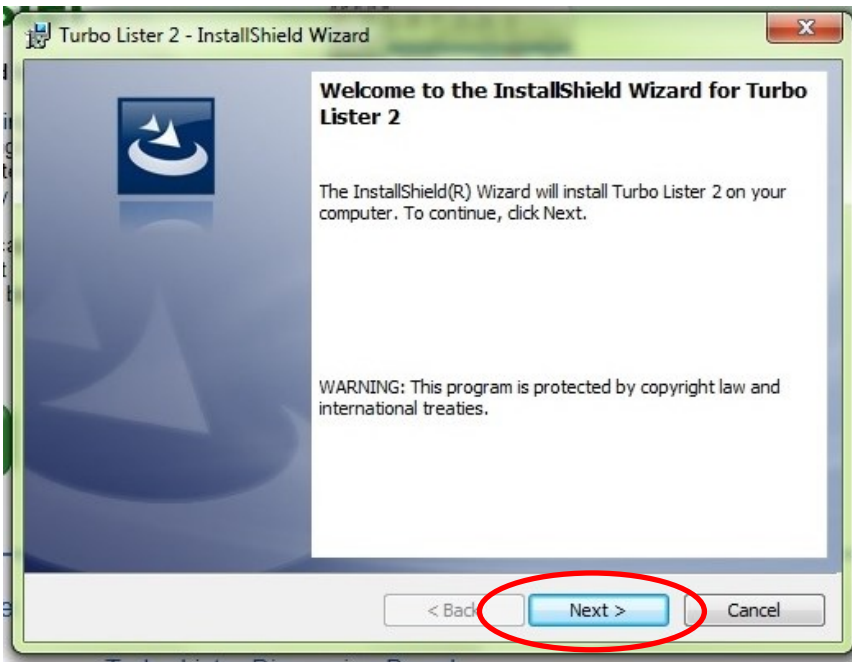 Turbo Lister 2 - InstallShield Wizard
Welcome to the InstallShield Wizard for Turbo
Lister 2
The InstallShield(R) Wizard will install Turbo Lister 2 on your
computer. To continue, click Next.
WARNING: This program is protected by copyright law and
international treaties.
< Back Next > Cancel